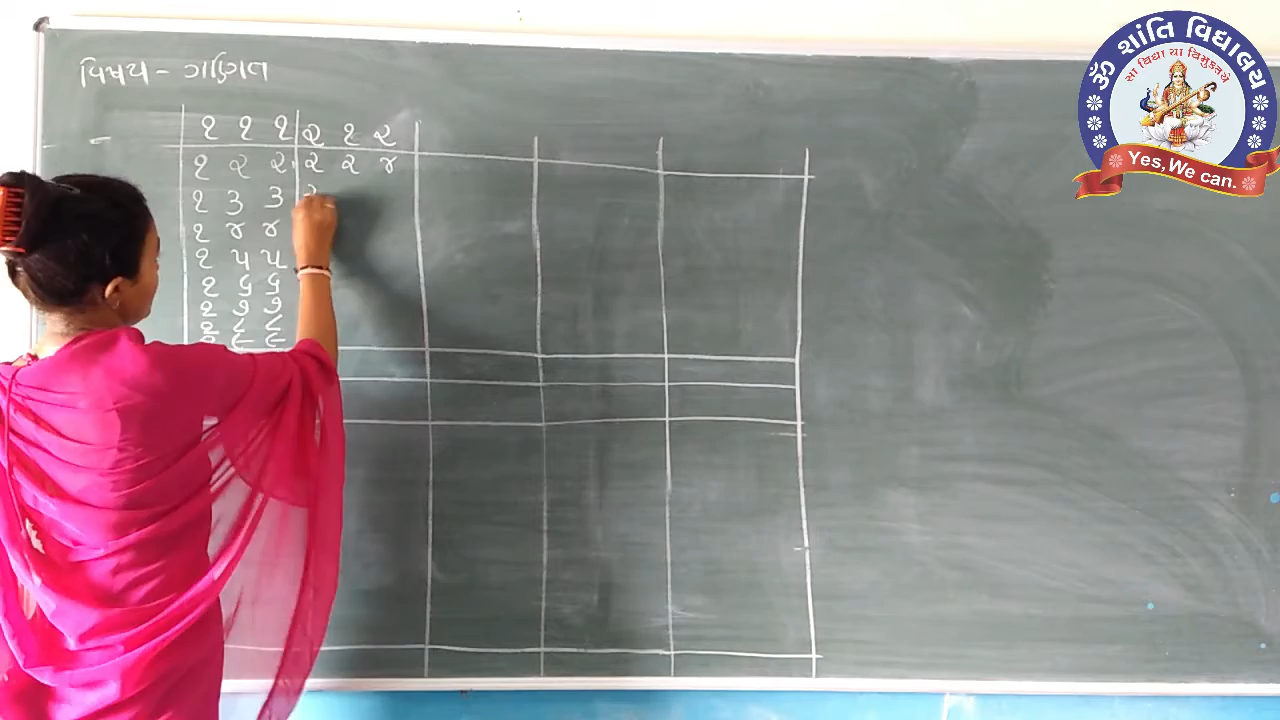 વિષય - ગણિત
૧ ૧ ૧ ૨ ૧ ૨
૧ ૨ ૨ ૨ ૨ ૪
૧ ૩ ૩ ૨
૧ ૪ ૪
૧ ૫ ૫
૧ ૬ ૬
૧ ૭ ૭
૧ ૮ ૮
ૐ શાંતિ વિદ્યાલય
સા વિદ્યા યા વિમુક્તયે
Yes,We can.